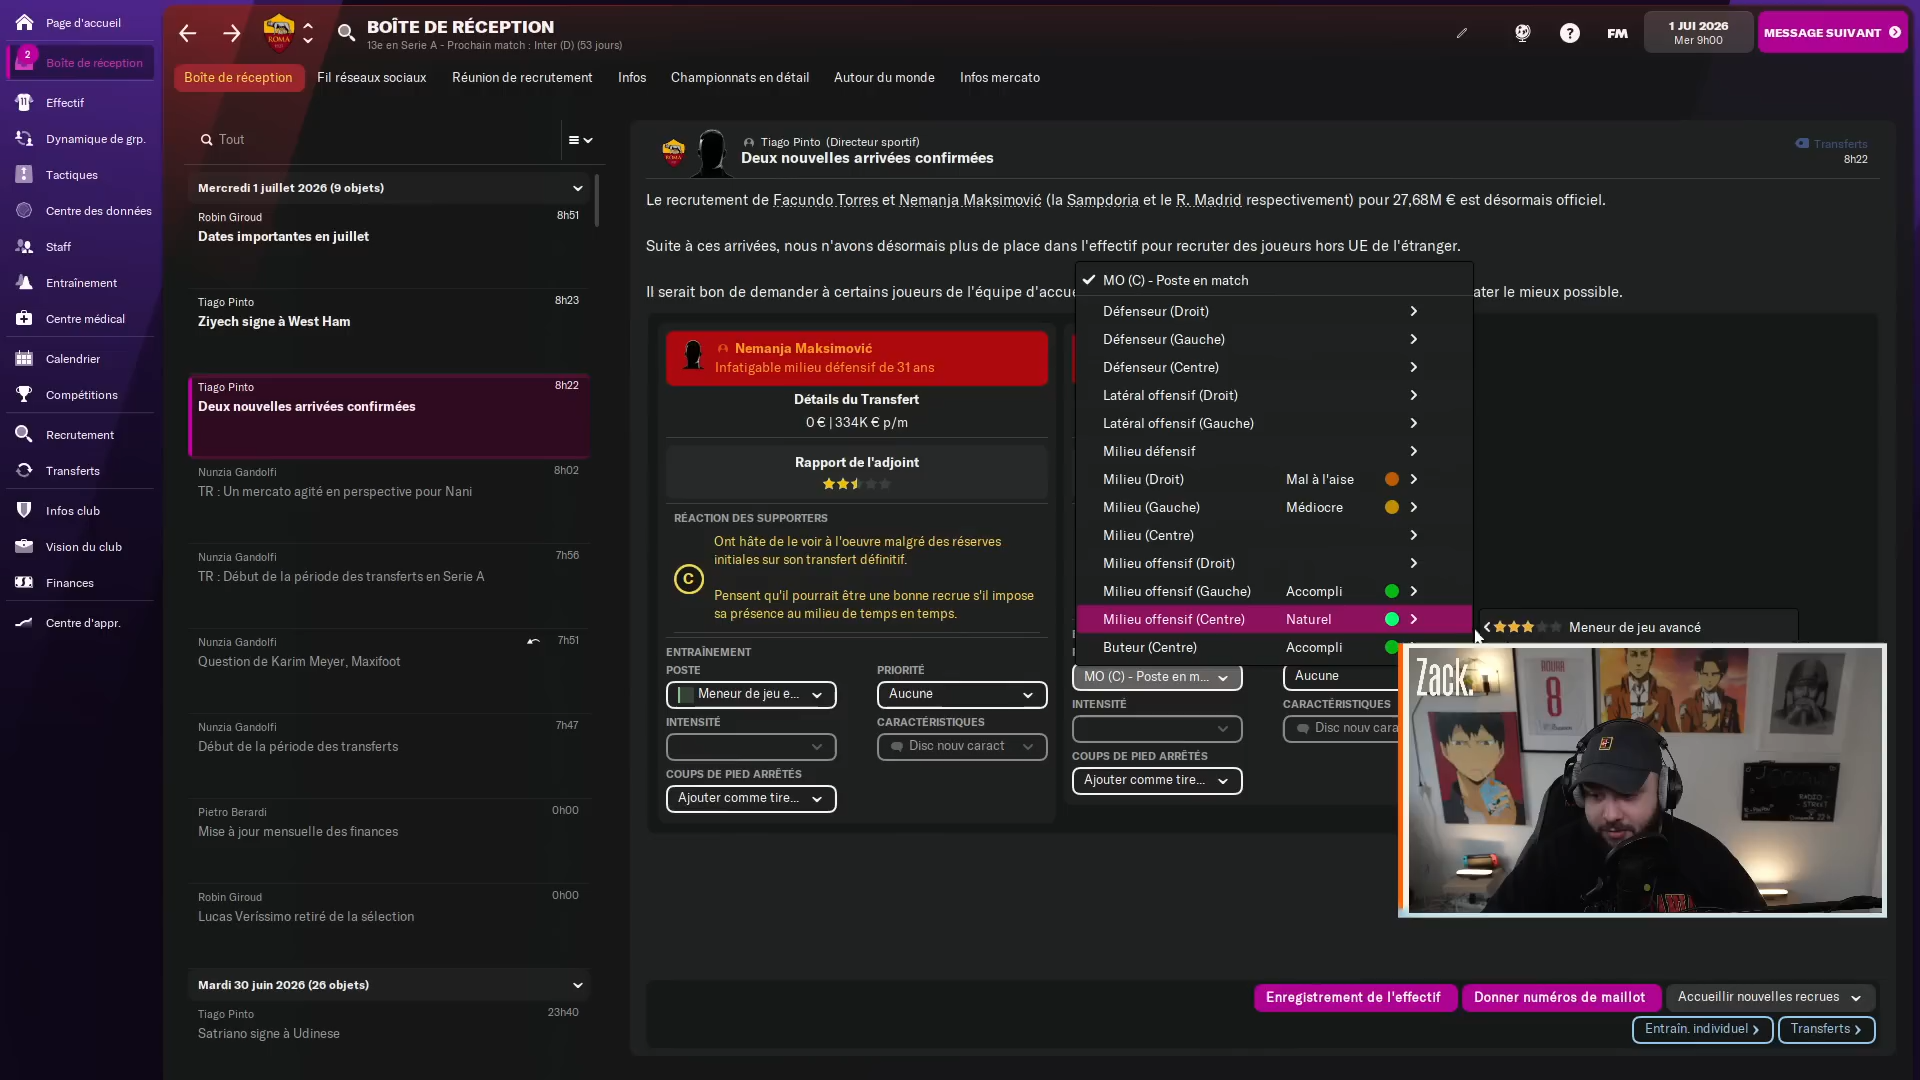 Page d'accueil
2
Boîte de réception
Effectif
Dynamique de grp.
Tactiques
Centre des données
Staff
Entraînement
Centre médical
Calendrier
Compétitions
Recrutement
Transferts
Infos club
Vision du club
Finances
Centre d'appr.
BOÎTE DE RÉCEPTION
13e en Serie A - Prochain match : Inter (D) (53 jours)
FM
1 JUI 2026
Mer 9h00
MESSAGE SUIVANT
Boîte de réception
Fil réseaux sociaux
Réunion de recrutement
Infos
Championnats en détail
Autour du monde
Infos mercato
Tout
Mercredi 1 juillet 2026 (9 objets)
Robin Giroud 8h51
Dates importantes en juillet
Tiago Pinto 8h23
Ziyech signe à West Ham
Tiago Pinto 8h22
Deux nouvelles arrivées confirmées
Nunzia Gandolfi 8h02
TR : Un mercato agité en perspective pour Nani
Nunzia Gandolfi 7h56
TR : Début de la période des transferts en Serie A
Nunzia Gandolfi 7h51
Question de Karim Meyer, Maxifoot
Nunzia Gandolfi 7h47
Début de la période des transferts
Pietro Berardi 0h00
Mise à jour mensuelle des finances
Robin Giroud 0h00
Lucas Veríssimo retiré de la sélection
Mardi 30 juin 2026 (26 objets)
Tiago Pinto 23h40
Satriano signe à Udinese
Tiago Pinto (Directeur sportif)
Deux nouvelles arrivées confirmées
Transferts
8h22
Le recrutement de Facundo Torres et Nemanja Maksimović (la Sampdoria et le R. Madrid respectivement) pour 27,68M € est désormais officiel.
Suite à ces arrivées, nous n'avons désormais plus de place dans l'effectif pour recruter des joueurs hors UE de l'étranger.
Il serait bon de demander à certains joueurs de l'équipe d'accue
ater le mieux possible.
Nemanja Maksimović
Infatigable milieu défensif de 31 ans
Détails du Transfert
0 € | 334K € p/m
Rapport de l'adjoint
RÉACTION DES SUPPORTERS
C
Ont hâte de le voir à l'oeuvre malgré des réserves
initiales sur son transfert définitif.
Pensent qu'il pourrait être une bonne recrue s'il impose
sa présence au milieu de temps en temps.
ENTRAÎNEMENT
POSTE PRIORITÉ
Meneur de jeu e... Aucune
INTENSITÉ CARACTÉRISTIQUES
Disc nouv caract
COUPS DE PIED ARRÊTÉS
Ajouter comme tire...
MO (C) - Poste en match
Défenseur (Droit)
Défenseur (Gauche)
Défenseur (Centre)
Latéral offensif (Droit)
Latéral offensif (Gauche)
Milieu défensif
Milieu (Droit) Mal à l'aise
Milieu (Gauche) Médiocre
Milieu (Centre)
Milieu offensif (Droit)
Milieu offensif (Gauche) Accompli
Milieu offensif (Centre) Naturel
Buteur (Centre) Accompli
Meneur de jeu avancé
MO (C) - Poste en m... Aucune
INTENSITÉ CARACTÉRISTIQUES
Disc nouv cara
COUPS DE PIED ARRÊTÉS
Ajouter comme tire...
Zack.
8
RADIO
STREET
Enregistrement de l'effectif
Donner numéros de maillot
Accueillir nouvelles recrues
Entraîn. individuel
Transferts